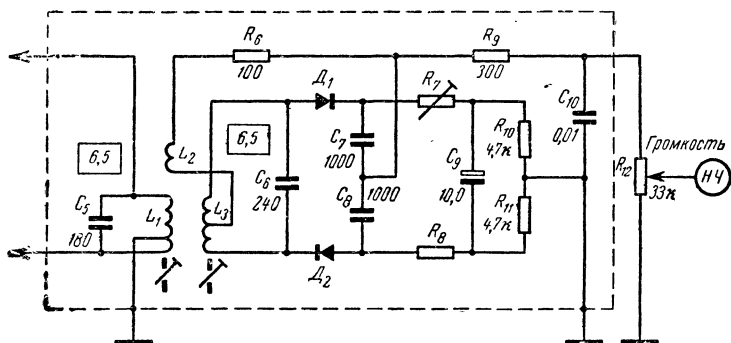 R6
100
R9
300
Д1
R7
C10
0,01
6,5
L2
6,5
C7
1000
C9
10,0
R10
4,7к
Громкость
R12
33к
НЧ
C5
180
L1
L3
C6
240
C8
1000
R11
4,7к
Д2
R8